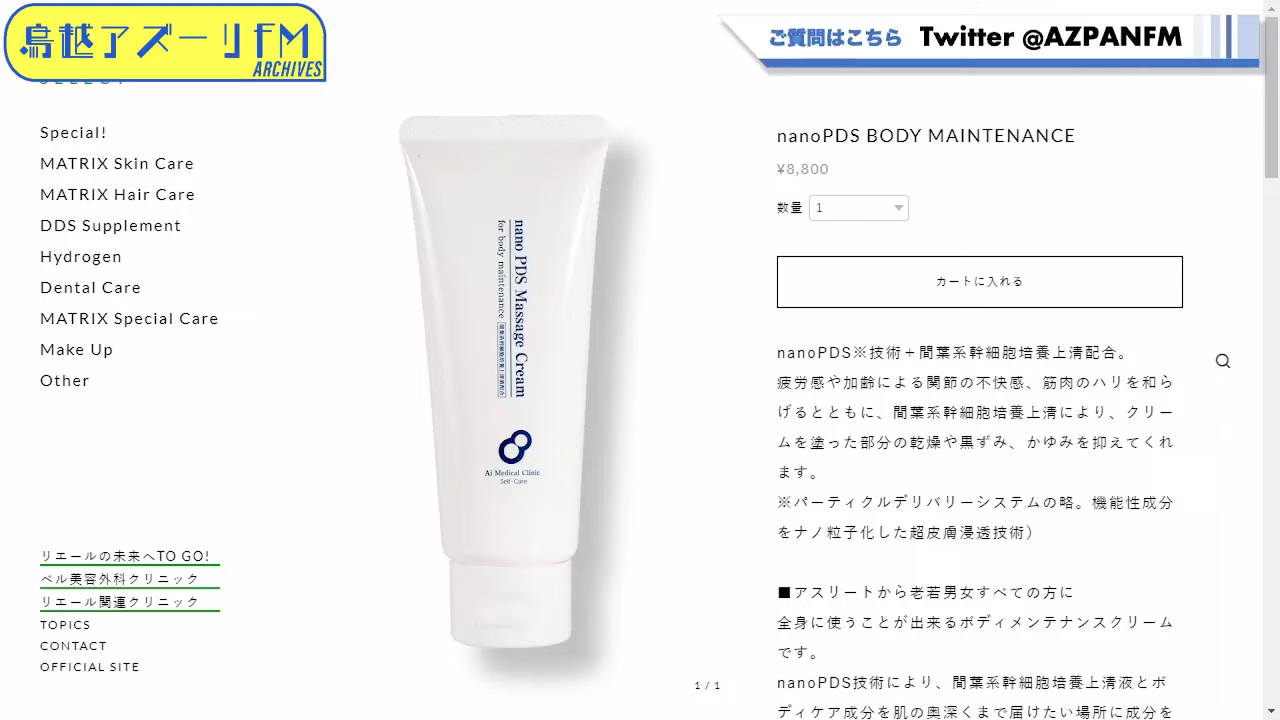 鳥越アズーリFM
ARCHIVES
ご質問はこちら Twitter @AZPANFM
SELECT
Special!
MATRIX Skin Care
MATRIX Hair Care
DDS Supplement
Hydrogen
Dental Care
MATRIX Special Care
Make Up
Other
リエールの未来へTO GO!
ベル美容外科クリニック
リエール関連クリニック
TOPICS
CONTACT
OFFICIAL SITE
nano PDS Massage Cream
for body maintenance
間葉系幹細胞培養上清液配合
Ai Medical Clinic
Self-Care
1 / 1
nanoPDS BODY MAINTENANCE
¥8,800
数量 1
カートに入れる
nanoPDS※技術＋間葉系幹細胞培養上清配合。
疲労感や加齢による関節の不快感、筋肉のハリを和ら
げるとともに、間葉系幹細胞培養上清により、クリー
ムを塗った部分の乾燥や黒ずみ、かゆみを抑えてくれ
ます。
※パーティクルデリバリーシステムの略。機能性成分
をナノ粒子化した超皮膚浸透技術）
■アスリートから老若男女すべての方に
全身に使うことが出来るボディメンテナンスクリーム
です。
nanoPDS技術により、間葉系幹細胞培養上清液とボ
ディケア成分を肌の奥深くまで届けたい場所に成分を